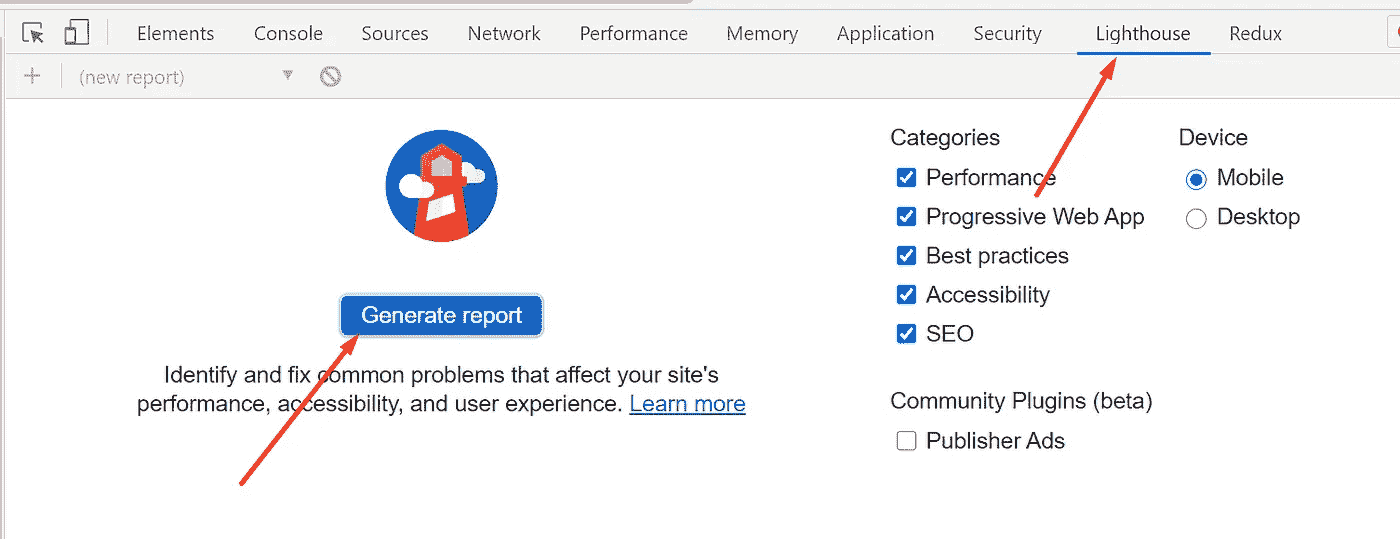 Elements Console Sources Network Performance Memory Application Security Lighthouse Redux
(new report)
Categories Device
Performance Mobile
Progressive Web App Desktop
Best practices
Accessibility
SEO
Generate report
Identify and fix common problems that affect your site's
performance, accessibility, and user experience. Learn more
Community Plugins (beta)
Publisher Ads